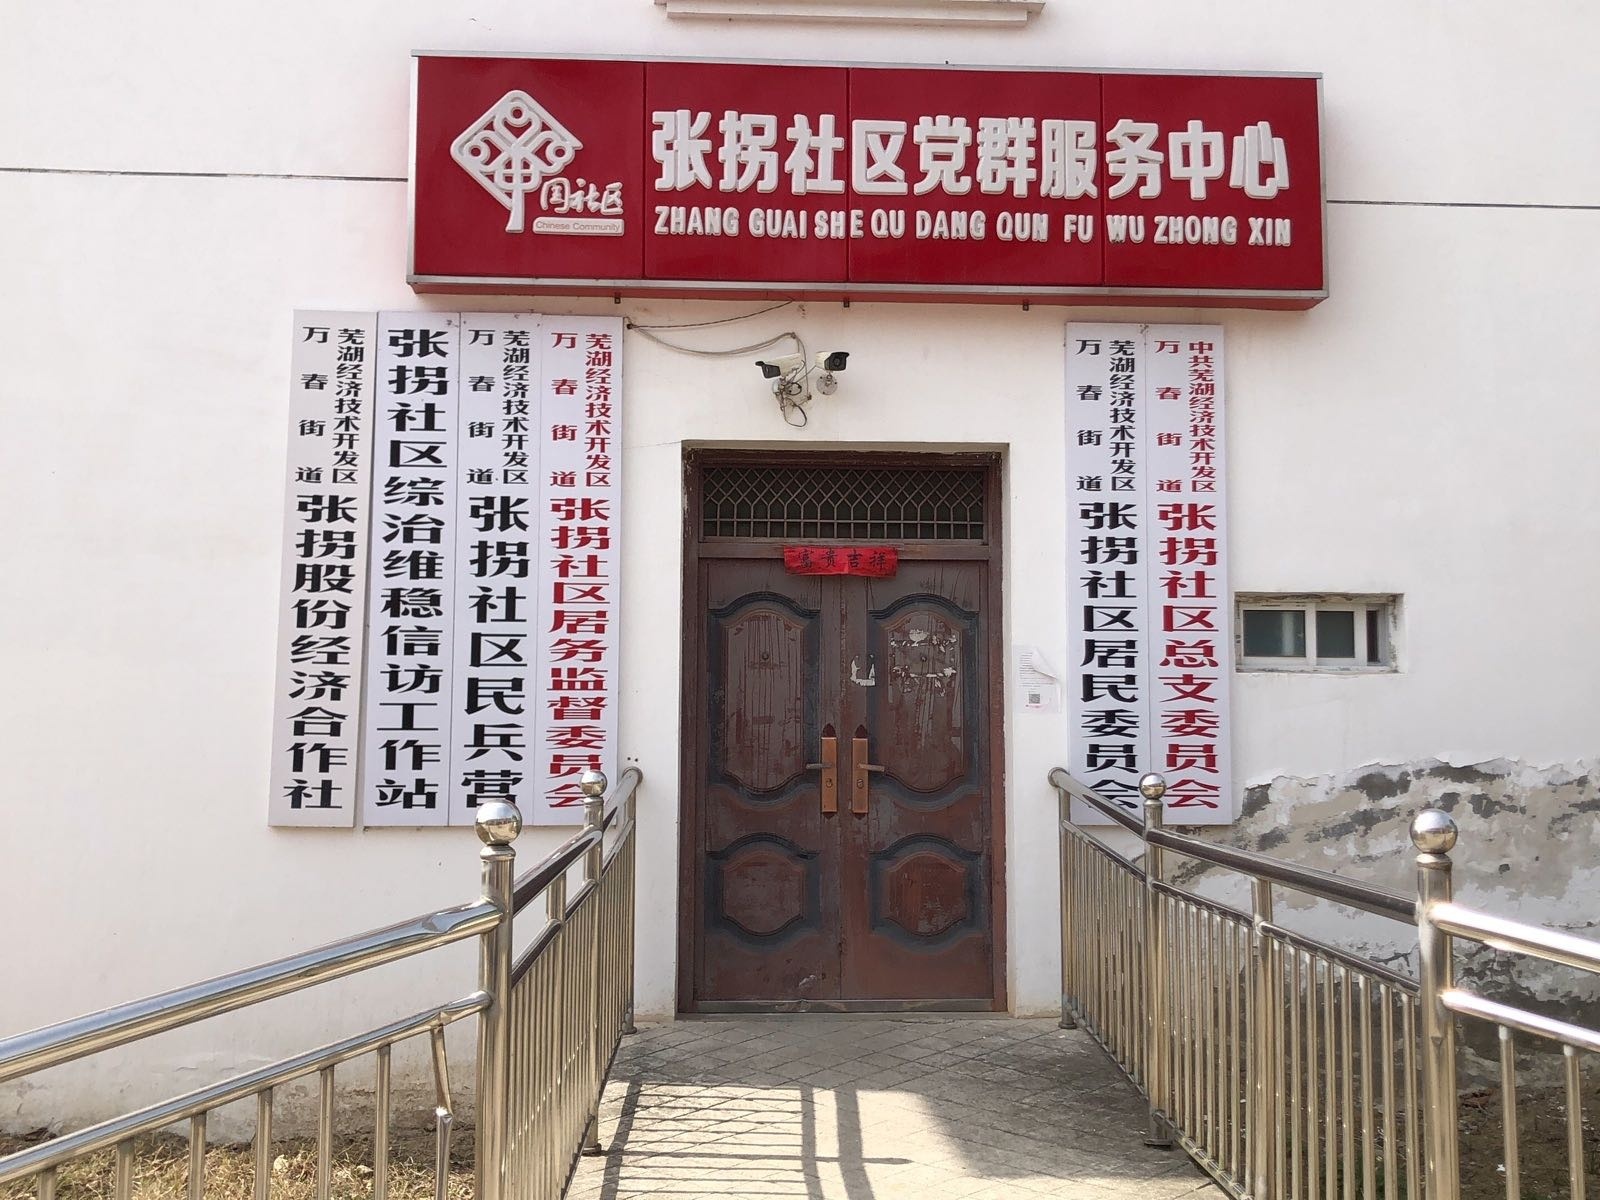 中国社区
Chinese Community
张拐社区党群服务中心
ZHANG GUAI SHE QU DANG QUN FU WU ZHONG XIN
芜湖经济技术开发区
万春街道
张拐股份经济合作社
张拐社区综治维稳信访工作站
芜湖经济技术开发区
万春街道
张拐社区民兵营
芜湖经济技术开发区
万春街道
张拐社区居务监督委员会
富贵吉祥
芜湖经济技术开发区
万春街道
张拐社区居民委员会
中共芜湖经济技术开发区
万春街道
张拐社区总支委员会